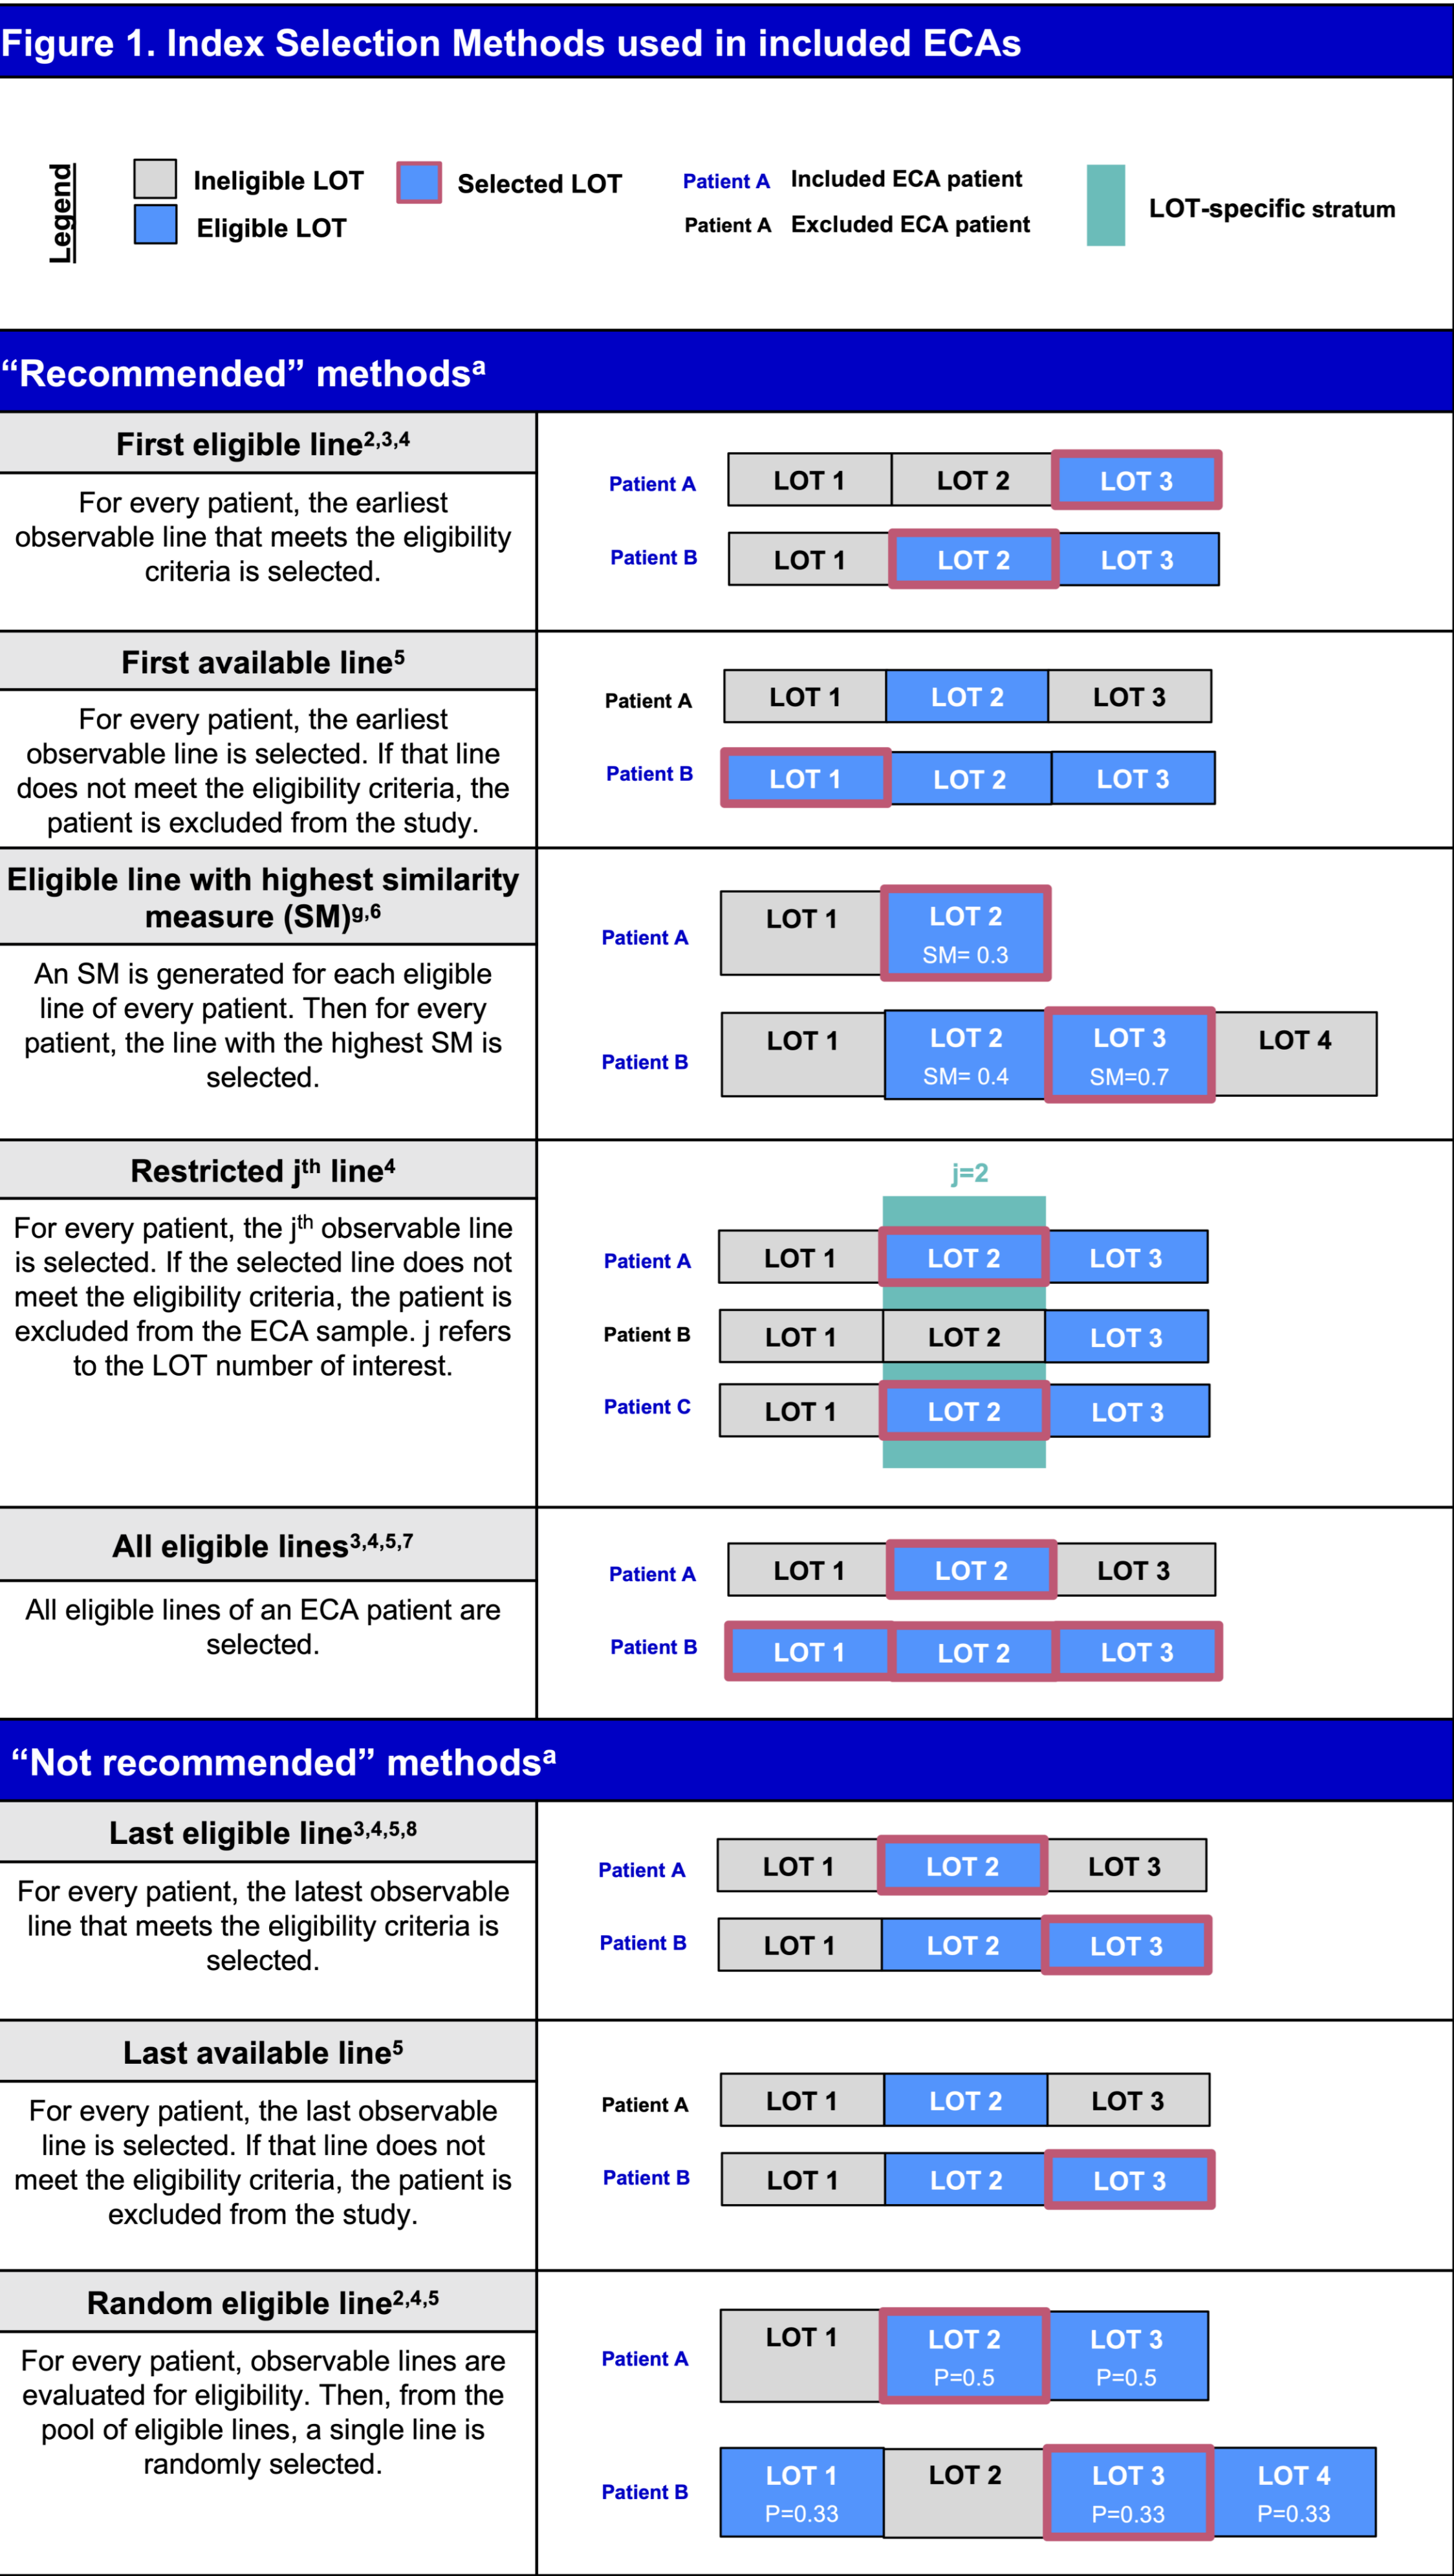 Figure 1. Index Selection Methods used in included ECAs
Legend
Ineligible LOT
Eligible LOT
Selected LOT
Patient A Included ECA patient
Patient A Excluded ECA patient
LOT-specific stratum
“Recommended” methodsᵃ
First eligible line2,3,4
For every patient, the earliest
observable line that meets the eligibility
criteria is selected.
Patient A LOT 1 LOT 2 LOT 3
Patient B LOT 1 LOT 2 LOT 3
First available line5
For every patient, the earliest
observable line is selected. If that line
does not meet the eligibility criteria, the
patient is excluded from the study.
Patient A LOT 1 LOT 2 LOT 3
Patient B LOT 1 LOT 2 LOT 3
Eligible line with highest similarity
measure (SM)g,6
An SM is generated for each eligible
line of every patient. Then for every
patient, the line with the highest SM is
selected.
Patient A LOT 1 LOT 2
SM= 0.3
Patient B LOT 1 LOT 2 LOT 3 LOT 4
SM= 0.4 SM=0.7
Restricted jth line4
For every patient, the jth observable line
is selected. If the selected line does not
meet the eligibility criteria, the patient is
excluded from the ECA sample. j refers
to the LOT number of interest.
j=2
Patient A LOT 1 LOT 2 LOT 3
Patient B LOT 1 LOT 2 LOT 3
Patient C LOT 1 LOT 2 LOT 3
All eligible lines3,4,5,7
All eligible lines of an ECA patient are
selected.
Patient A LOT 1 LOT 2 LOT 3
Patient B LOT 1 LOT 2 LOT 3
“Not recommended” methodsᵃ
Last eligible line3,4,5,8
For every patient, the latest observable
line that meets the eligibility criteria is
selected.
Patient A LOT 1 LOT 2 LOT 3
Patient B LOT 1 LOT 2 LOT 3
Last available line5
For every patient, the last observable
line is selected. If that line does not
meet the eligibility criteria, the patient is
excluded from the study.
Patient A LOT 1 LOT 2 LOT 3
Patient B LOT 1 LOT 2 LOT 3
Random eligible line2,4,5
For every patient, observable lines are
evaluated for eligibility. Then, from the
pool of eligible lines, a single line is
randomly selected.
Patient A LOT 1 LOT 2 LOT 3
P=0.5 P=0.5
Patient B LOT 1 LOT 2 LOT 3 LOT 4
P=0.33 P=0.33 P=0.33